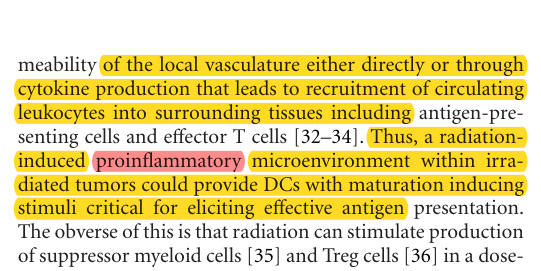 meability of the local vasculature either directly or through
cytokine production that leads to recruitment of circulating
leukocytes into surrounding tissues including antigen-pre-
senting cells and effector T cells [32–34]. Thus, a radiation-
induced proinflammatory microenvironment within irra-
diated tumors could provide DCs with maturation inducing
stimuli critical for eliciting effective antigen presentation.
The obverse of this is that radiation can stimulate production
of suppressor myeloid cells [35] and Treg cells [36] in a dose-